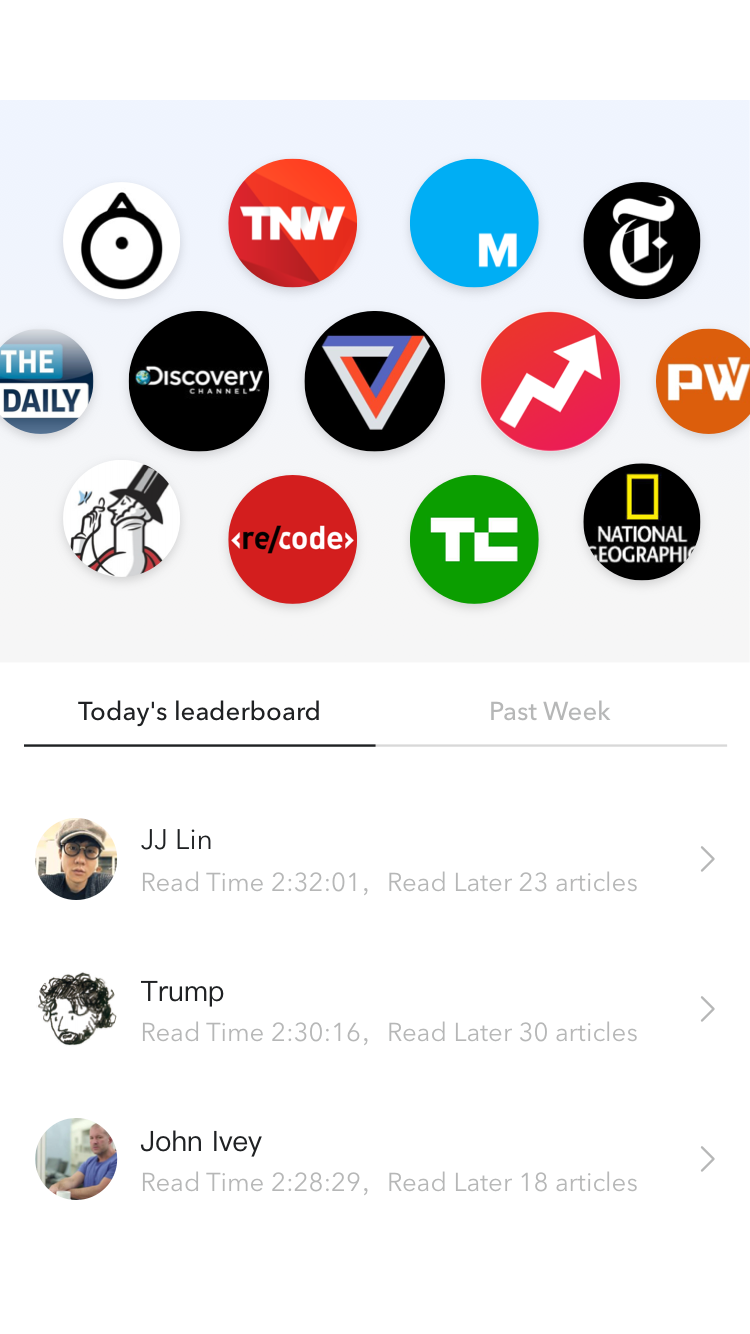 TNW
M
T
THE
DAILY
Discovery
CHANNEL
PW
<re/code>
TC
NATIONAL
GEOGRAPHIC
Today's leaderboard
Past Week
JJ Lin
Read Time 2:32:01, Read Later 23 articles
Trump
Read Time 2:30:16, Read Later 30 articles
John Ivey
Read Time 2:28:29, Read Later 18 articles